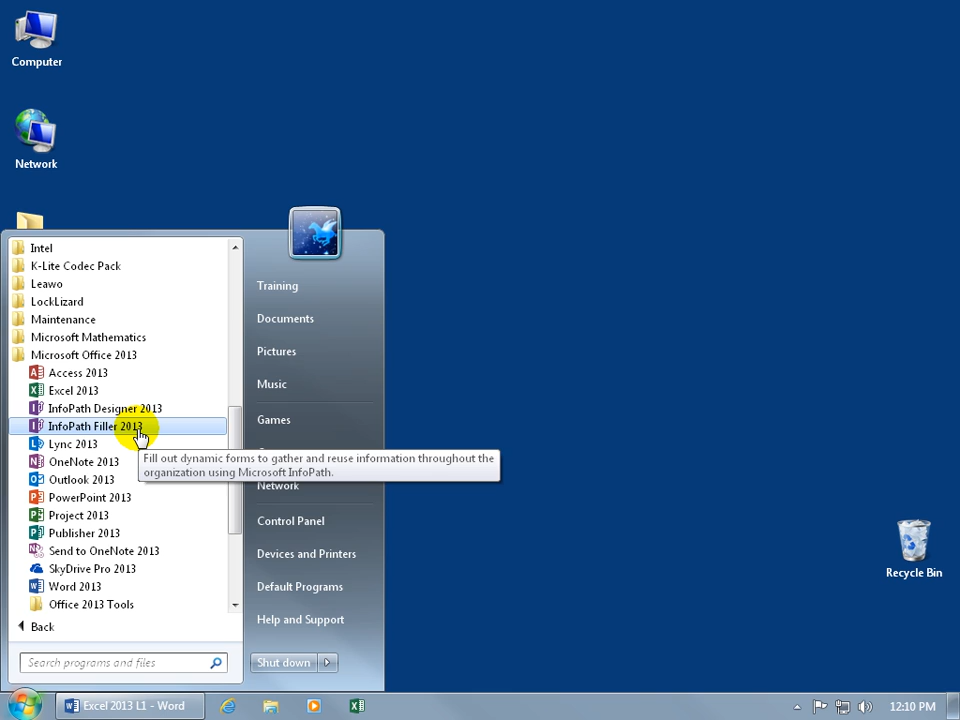 Computer
Network
Intel
K-Lite Codec Pack
Leawo
LockLizard
Maintenance
Microsoft Mathematics
Microsoft Office 2013
Access 2013
Excel 2013
InfoPath Designer 2013
InfoPath Filler 2013
Lync 2013
OneNote 2013
Outlook 2013
PowerPoint 2013
Project 2013
Publisher 2013
Send to OneNote 2013
SkyDrive Pro 2013
Word 2013
Office 2013 Tools
Back
Search programs and files
Training
Documents
Pictures
Music
Games
Fill out dynamic forms to gather and reuse information throughout the
organization using Microsoft InfoPath.
Network
Control Panel
Devices and Printers
Default Programs
Help and Support
Shut down
Recycle Bin
Excel 2013 L1 - Word
12:10 PM